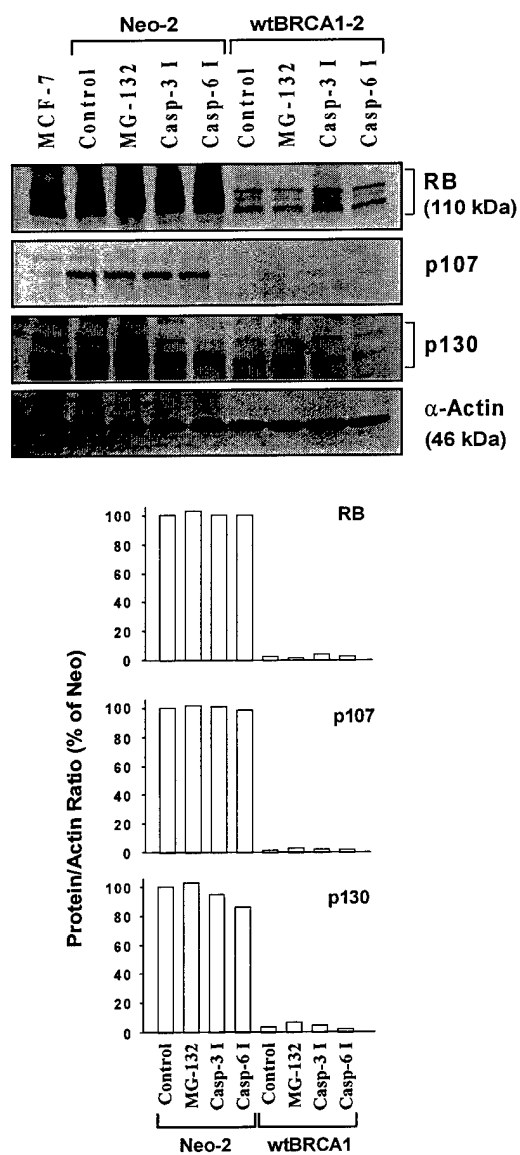 Neo-2 wtBRCA1-2
MCF-7 Control MG-132 Casp-3 I Casp-6 I Control MG-132 Casp-3 I Casp-6 I
RB
(110 kDa)
p107
p130
α-Actin
(46 kDa)
Protein/Actin Ratio (% of Neo)
RB
100
80
60
40
20
0
p107
100
80
60
40
20
0
p130
100
80
60
40
20
0
Control MG-132 Casp-3 I Casp-6 I Control MG-132 Casp-3 I Casp-6 I
Neo-2 wtBRCA1